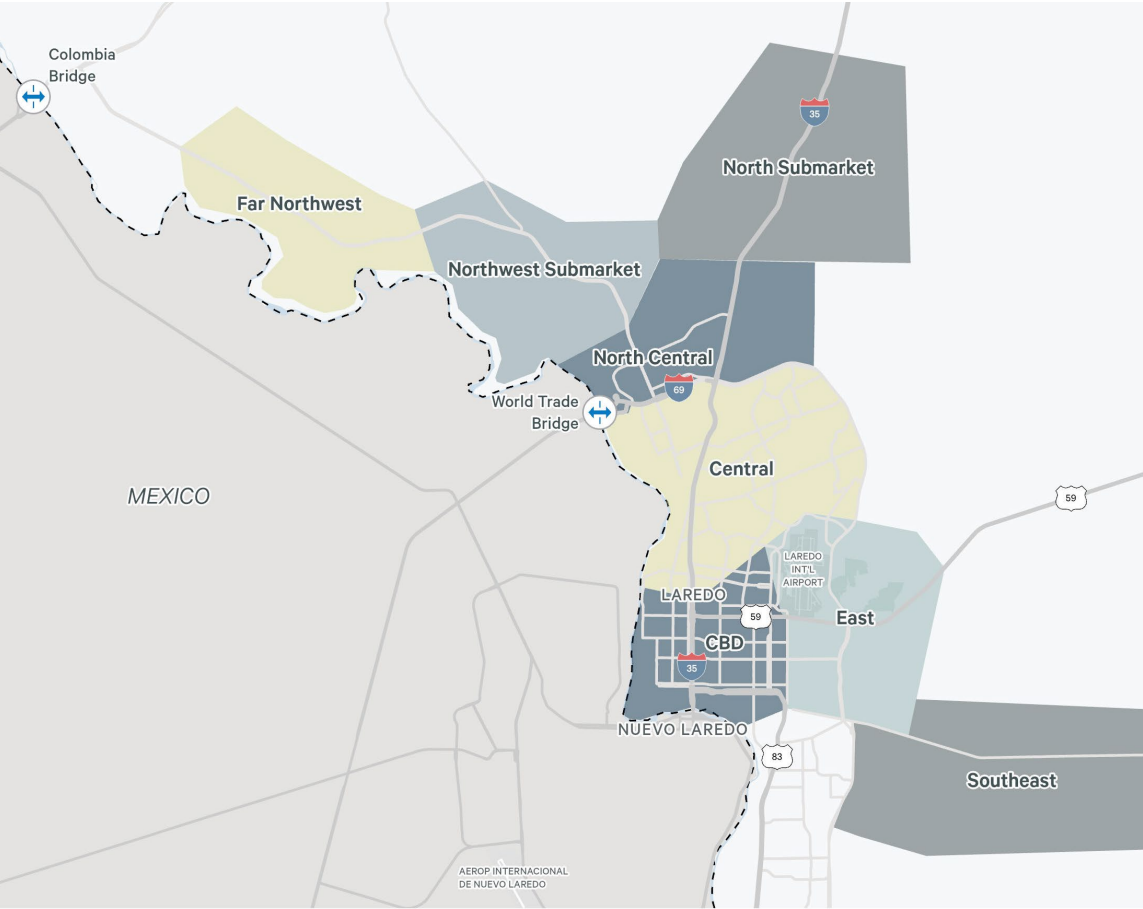 Colombia
Bridge
35
North Submarket
Far Northwest
Northwest Submarket
North Central
69
World Trade
Bridge
Central
MEXICO
59
LAREDO
INT'L
AIRPORT
LAREDO
59
East
CBD
35
NUEVO LAREDO
83
Southeast
AEROP INTERNACIONAL
DE NUEVO LAREDO